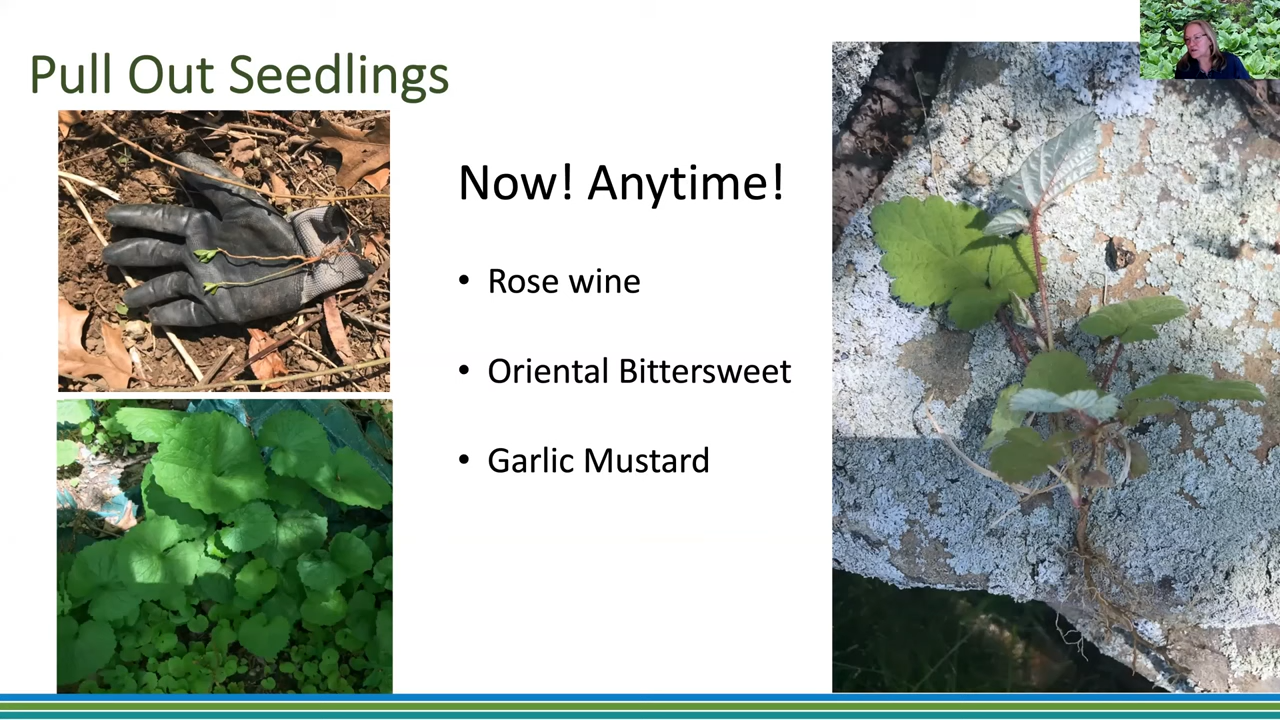 Pull Out Seedlings
Now! Anytime!
• Rose wine
• Oriental Bittersweet
• Garlic Mustard